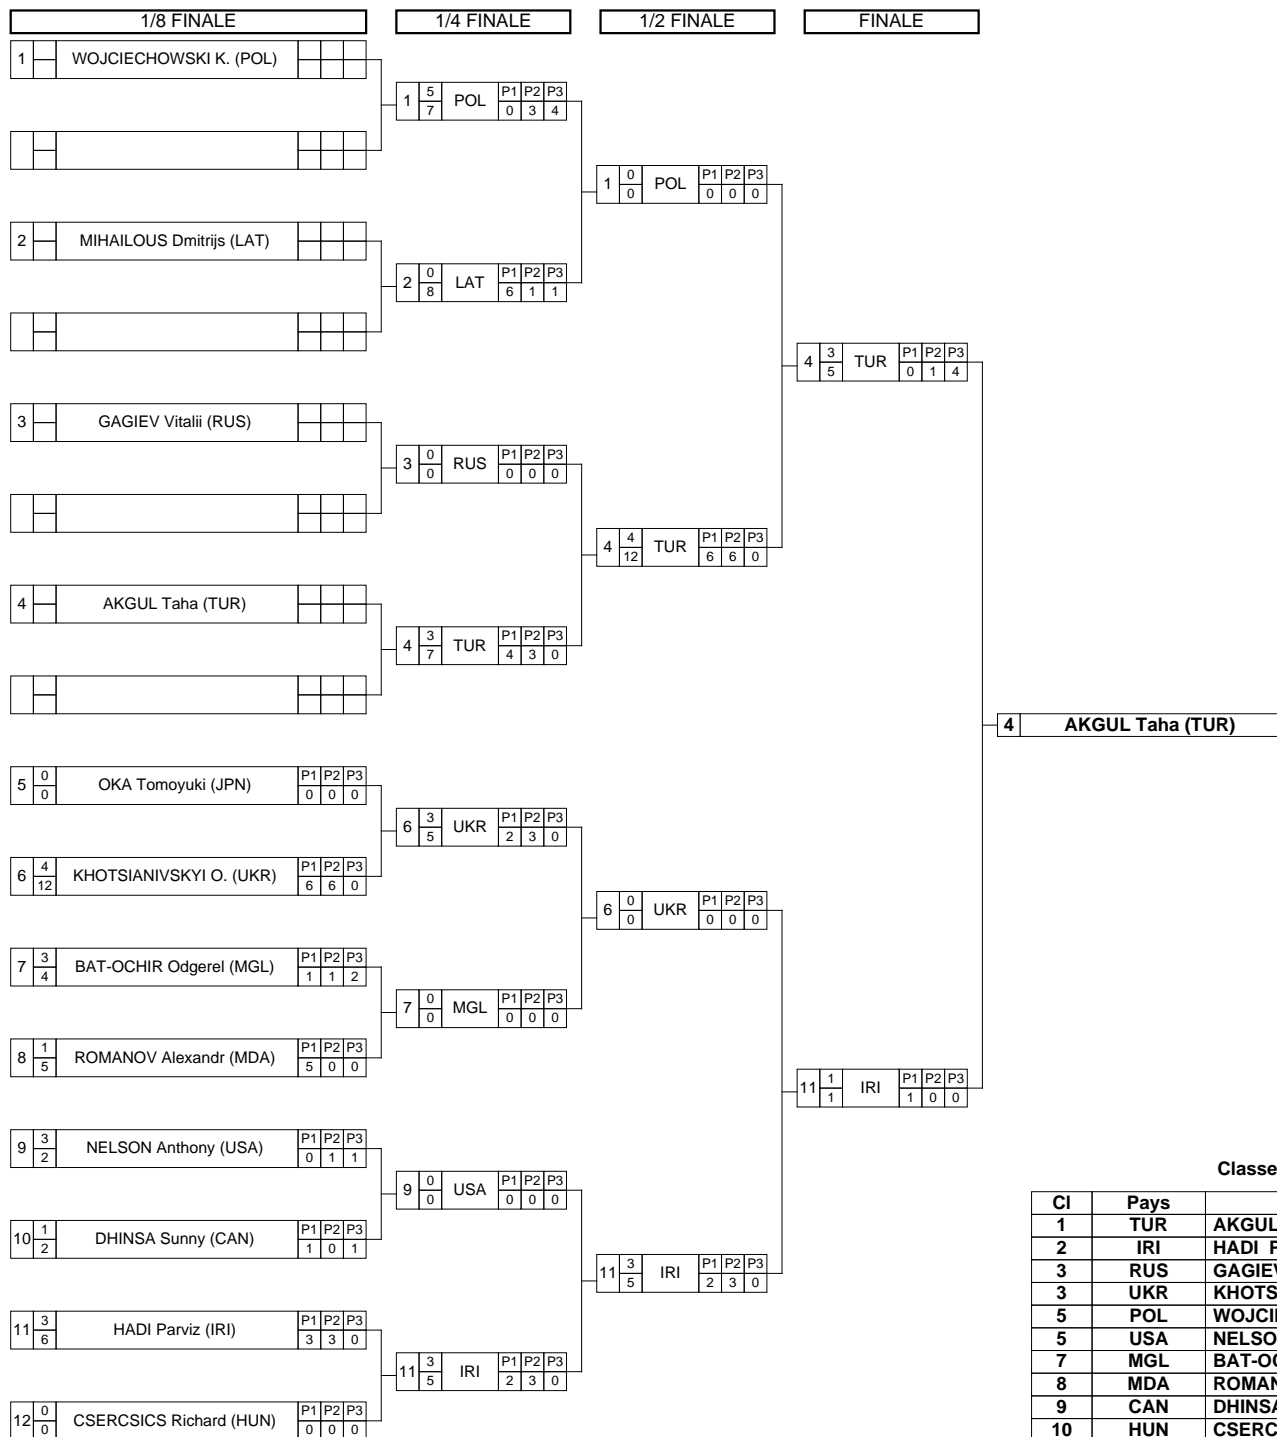 1/8 FINALE 1/4 FINALE 1/2 FINALE FINALE
1 WOJCIECHOWSKI K. (POL)
1 5 7 POL P1 P2 P3 0 3 4
1 0 0 POL P1 P2 P3 0 0 0
2 MIHAILOUS Dmitrijs (LAT)
2 0 8 LAT P1 P2 P3 6 1 1
4 3 5 TUR P1 P2 P3 0 1 4
3 GAGIEV Vitalii (RUS)
3 0 0 RUS P1 P2 P3 0 0 0
4 4 12 TUR P1 P2 P3 6 6 0
4 AKGUL Taha (TUR)
4 3 7 TUR P1 P2 P3 4 3 0
4 AKGUL Taha (TUR)
5 0 0 OKA Tomoyuki (JPN) P1 P2 P3 0 0 0
6 3 5 UKR P1 P2 P3 2 3 0
6 4 12 KHOTSIANIVSKYI O. (UKR) P1 P2 P3 6 6 0
6 0 0 UKR P1 P2 P3 0 0 0
7 3 4 BAT-OCHIR Odgerel (MGL) P1 P2 P3 1 1 2
7 0 0 MGL P1 P2 P3 0 0 0
8 1 5 ROMANOV Alexandr (MDA) P1 P2 P3 5 0 0
11 1 1 IRI P1 P2 P3 1 0 0
9 3 2 NELSON Anthony (USA) P1 P2 P3 0 1 1
9 0 0 USA P1 P2 P3 0 0 0
10 1 2 DHINSA Sunny (CAN) P1 P2 P3 1 0 1
11 3 5 IRI P1 P2 P3 2 3 0
11 3 6 HADI Parviz (IRI) P1 P2 P3 3 3 0
11 3 5 IRI P1 P2 P3 2 3 0
12 0 0 CSERCSICS Richard (HUN) P1 P2 P3 0 0 0
Classe
Cl Pays
1 TUR AKGUL
2 IRI HADI P
3 RUS GAGIEV
3 UKR KHOTS
5 POL WOJCI
5 USA NELSO
7 MGL BAT-OC
8 MDA ROMAN
9 CAN DHINSA
10 HUN CSERC